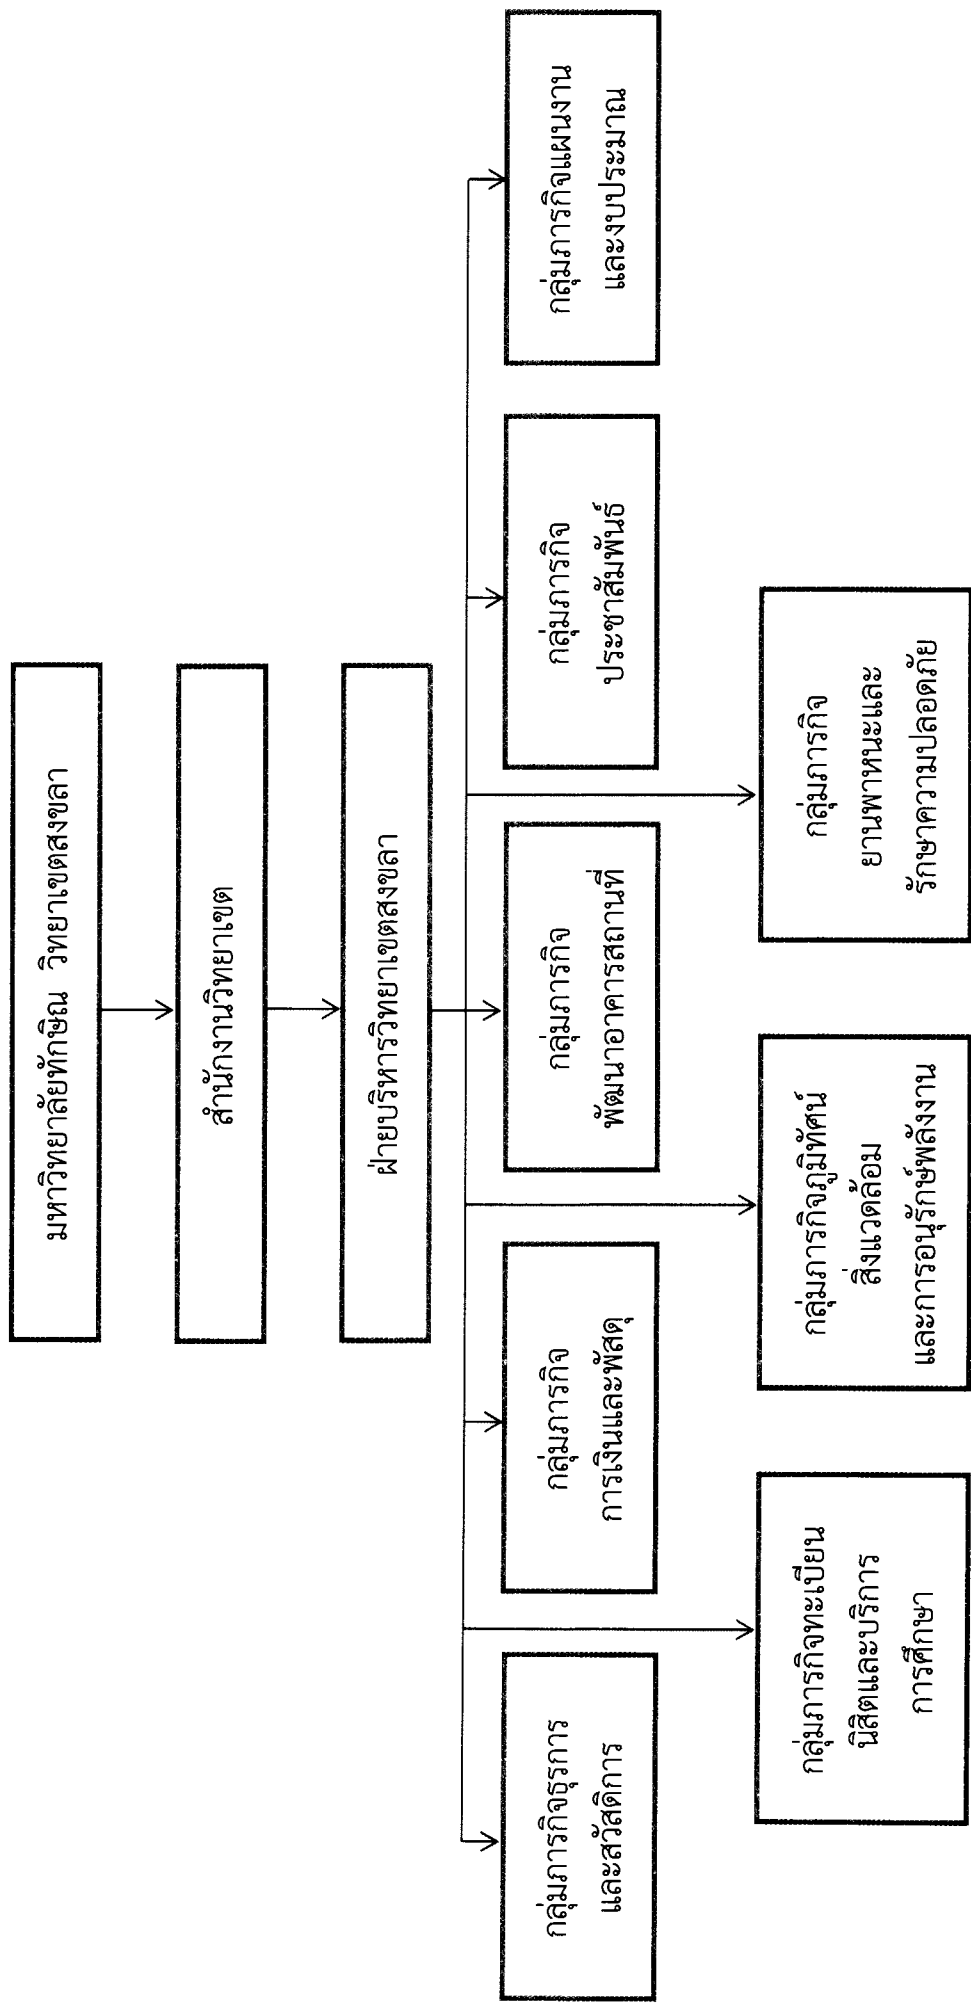 มหาวิทยาลัยทักษิณ วิทยาเขตสงขลา
สำนักงานวิทยาเขต
ฝ่ายบริหารวิทยาเขตสงขลา
กลุ่มภารกิจธุรการ
และสวัสดิการ
กลุ่มภารกิจ
การเงินและพัสดุ
กลุ่มภารกิจ
พัฒนาอาคารสถานที่
กลุ่มภารกิจ
ประชาสัมพันธ์
กลุ่มภารกิจแผนงาน
และงบประมาณ
กลุ่มภารกิจทะเบียน
นิสิตและบริการ
การศึกษา
กลุ่มภารกิจภูมิทัศน์
สิ่งแวดล้อม
และการอนุรักษ์พลังงาน
กลุ่มภารกิจ
ยานพาหนะและ
รักษาความปลอดภัย